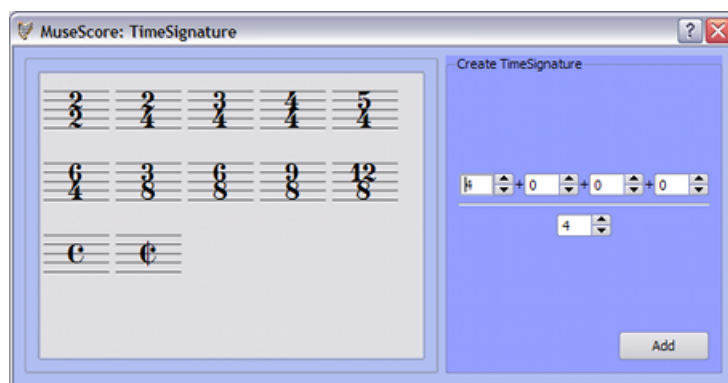 MuseScore: TimeSignature
Create TimeSignature
2 2 3 4 5
2 4 4 4 4
6 3 6 9 12
4 8 8 8 8
4 + 0 + 0 + 0
4
Add